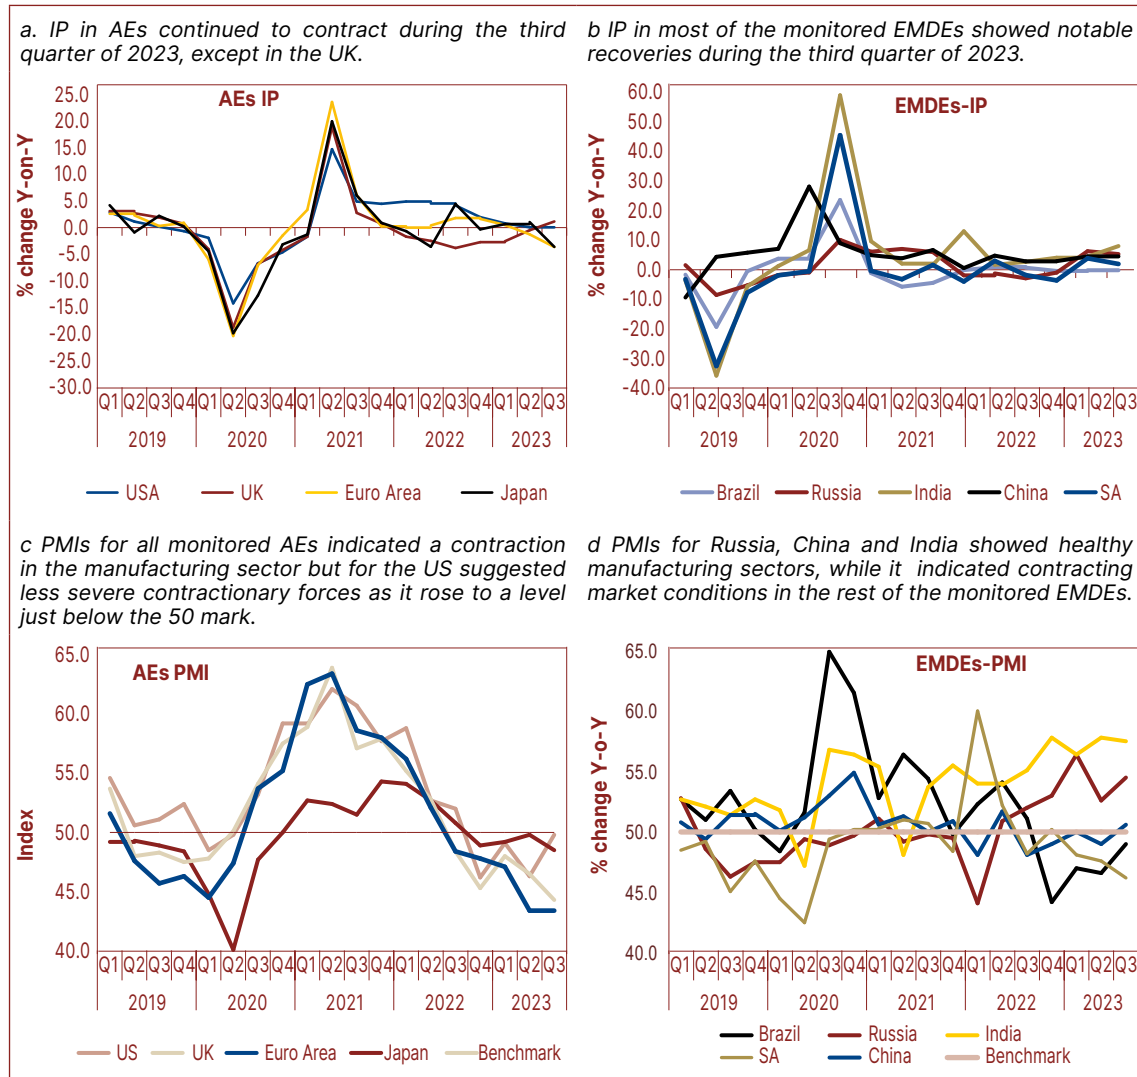 a. IP in AEs continued to contract during the third
quarter of 2023, except in the UK.
AEs IP
% change Y-on-Y
25.0
20.0
15.0
10.0
5.0
0.0
-5.0
-10.0
-15.0
-20.0
-25.0
-30.0
Q1 Q2 Q3 Q4 Q1 Q2 Q3 Q4 Q1 Q2 Q3 Q4 Q1 Q2 Q3 Q4 Q1 Q2 Q3
2019 2020 2021 2022 2023
USA UK Euro Area Japan
b IP in most of the monitored EMDEs showed notable
recoveries during the third quarter of 2023.
EMDEs-IP
% change Y-on-Y
60.0
50.0
40.0
30.0
20.0
10.0
0.0
-10.0
-20.0
-30.0
-40.0
Q1 Q2 Q3 Q4 Q1 Q2 Q3 Q4 Q1 Q2 Q3 Q4 Q1 Q2 Q3 Q2 Q3
2019 2020 2021 2022 2023
Brazil Russia India China SA
c PMIs for all monitored AEs indicated a contraction
in the manufacturing sector but for the US suggested
less severe contractionary forces as it rose to a level
just below the 50 mark.
AEs PMI
Index
65.0
60.0
55.0
50.0
45.0
40.0
Q1 Q2 Q3 Q4 Q1 Q2 Q3 Q4 Q1 Q2 Q3 Q4 Q1 Q2 Q3 Q4 Q1 Q2 Q3
2019 2020 2021 2022 2023
US UK Euro Area Japan Benchmark
d PMIs for Russia, China and India showed healthy
manufacturing sectors, while it indicated contracting
market conditions in the rest of the monitored EMDEs.
EMDEs-PMI
% change Y-o-Y
65.0
60.0
55.0
50.0
45.0
40.0
Q1 Q2 Q3 Q4 Q1 Q2 Q3 Q4 Q1 Q2 Q3 Q4 Q1 Q2 Q3 Q2 Q3
2019 2020 2021 2022 2023
Brazil Russia India
SA China Benchmark